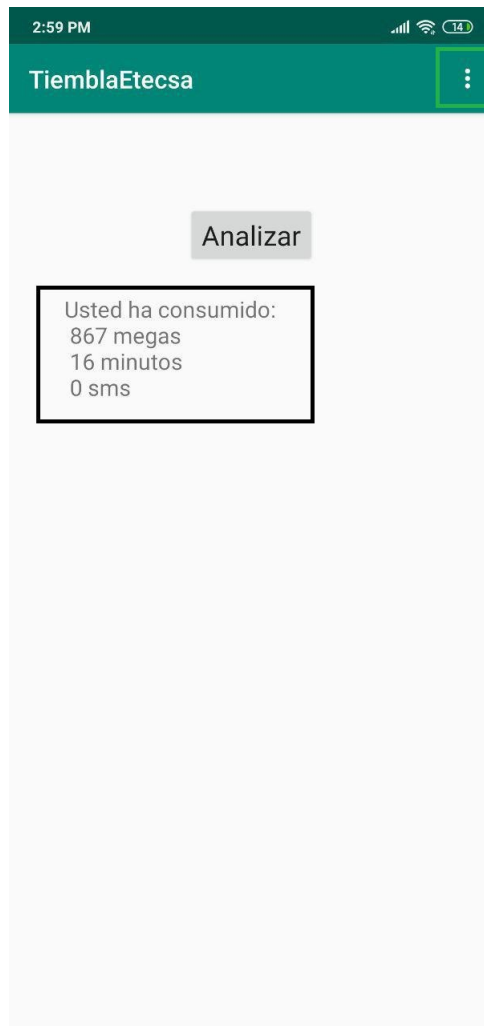 2:59 PM
14
TiemblaEtecsa
Analizar
Usted ha consumido:
867 megas
16 minutos
0 sms